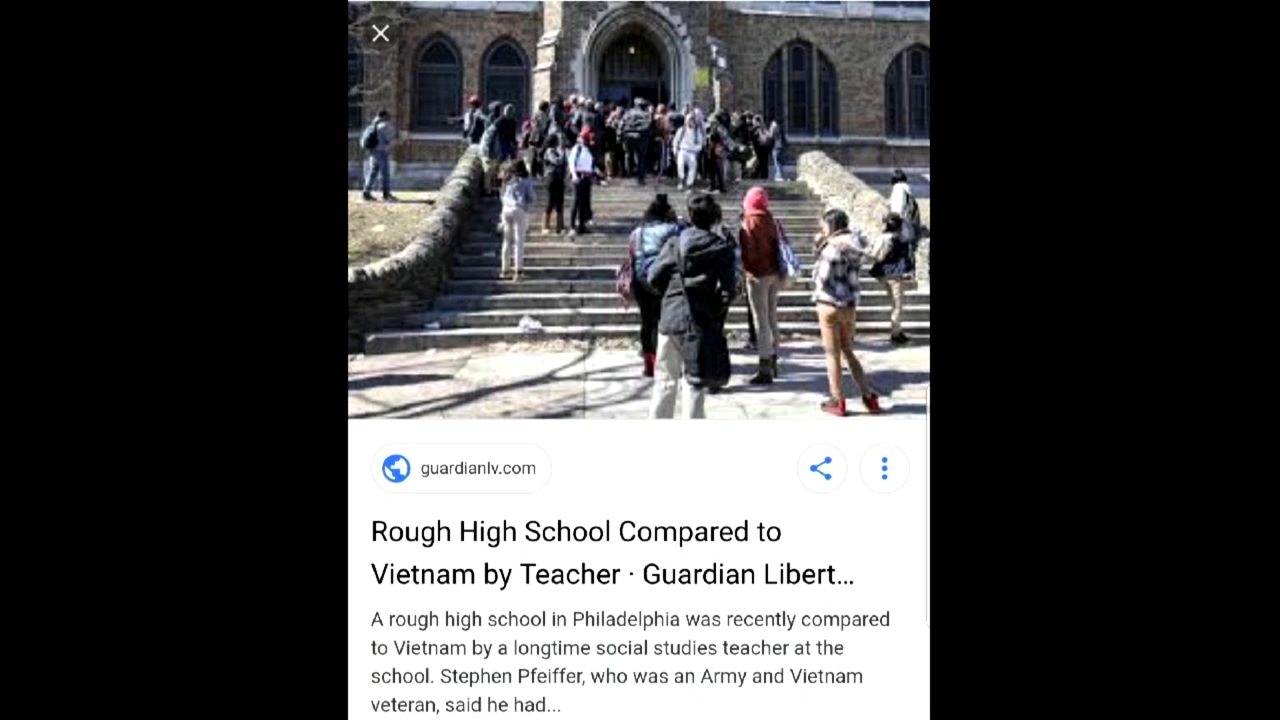 guardianlv.com
Rough High School Compared to
Vietnam by Teacher · Guardian Libert...
A rough high school in Philadelphia was recently compared
to Vietnam by a longtime social studies teacher at the
school. Stephen Pfeiffer, who was an Army and Vietnam
veteran, said he had...